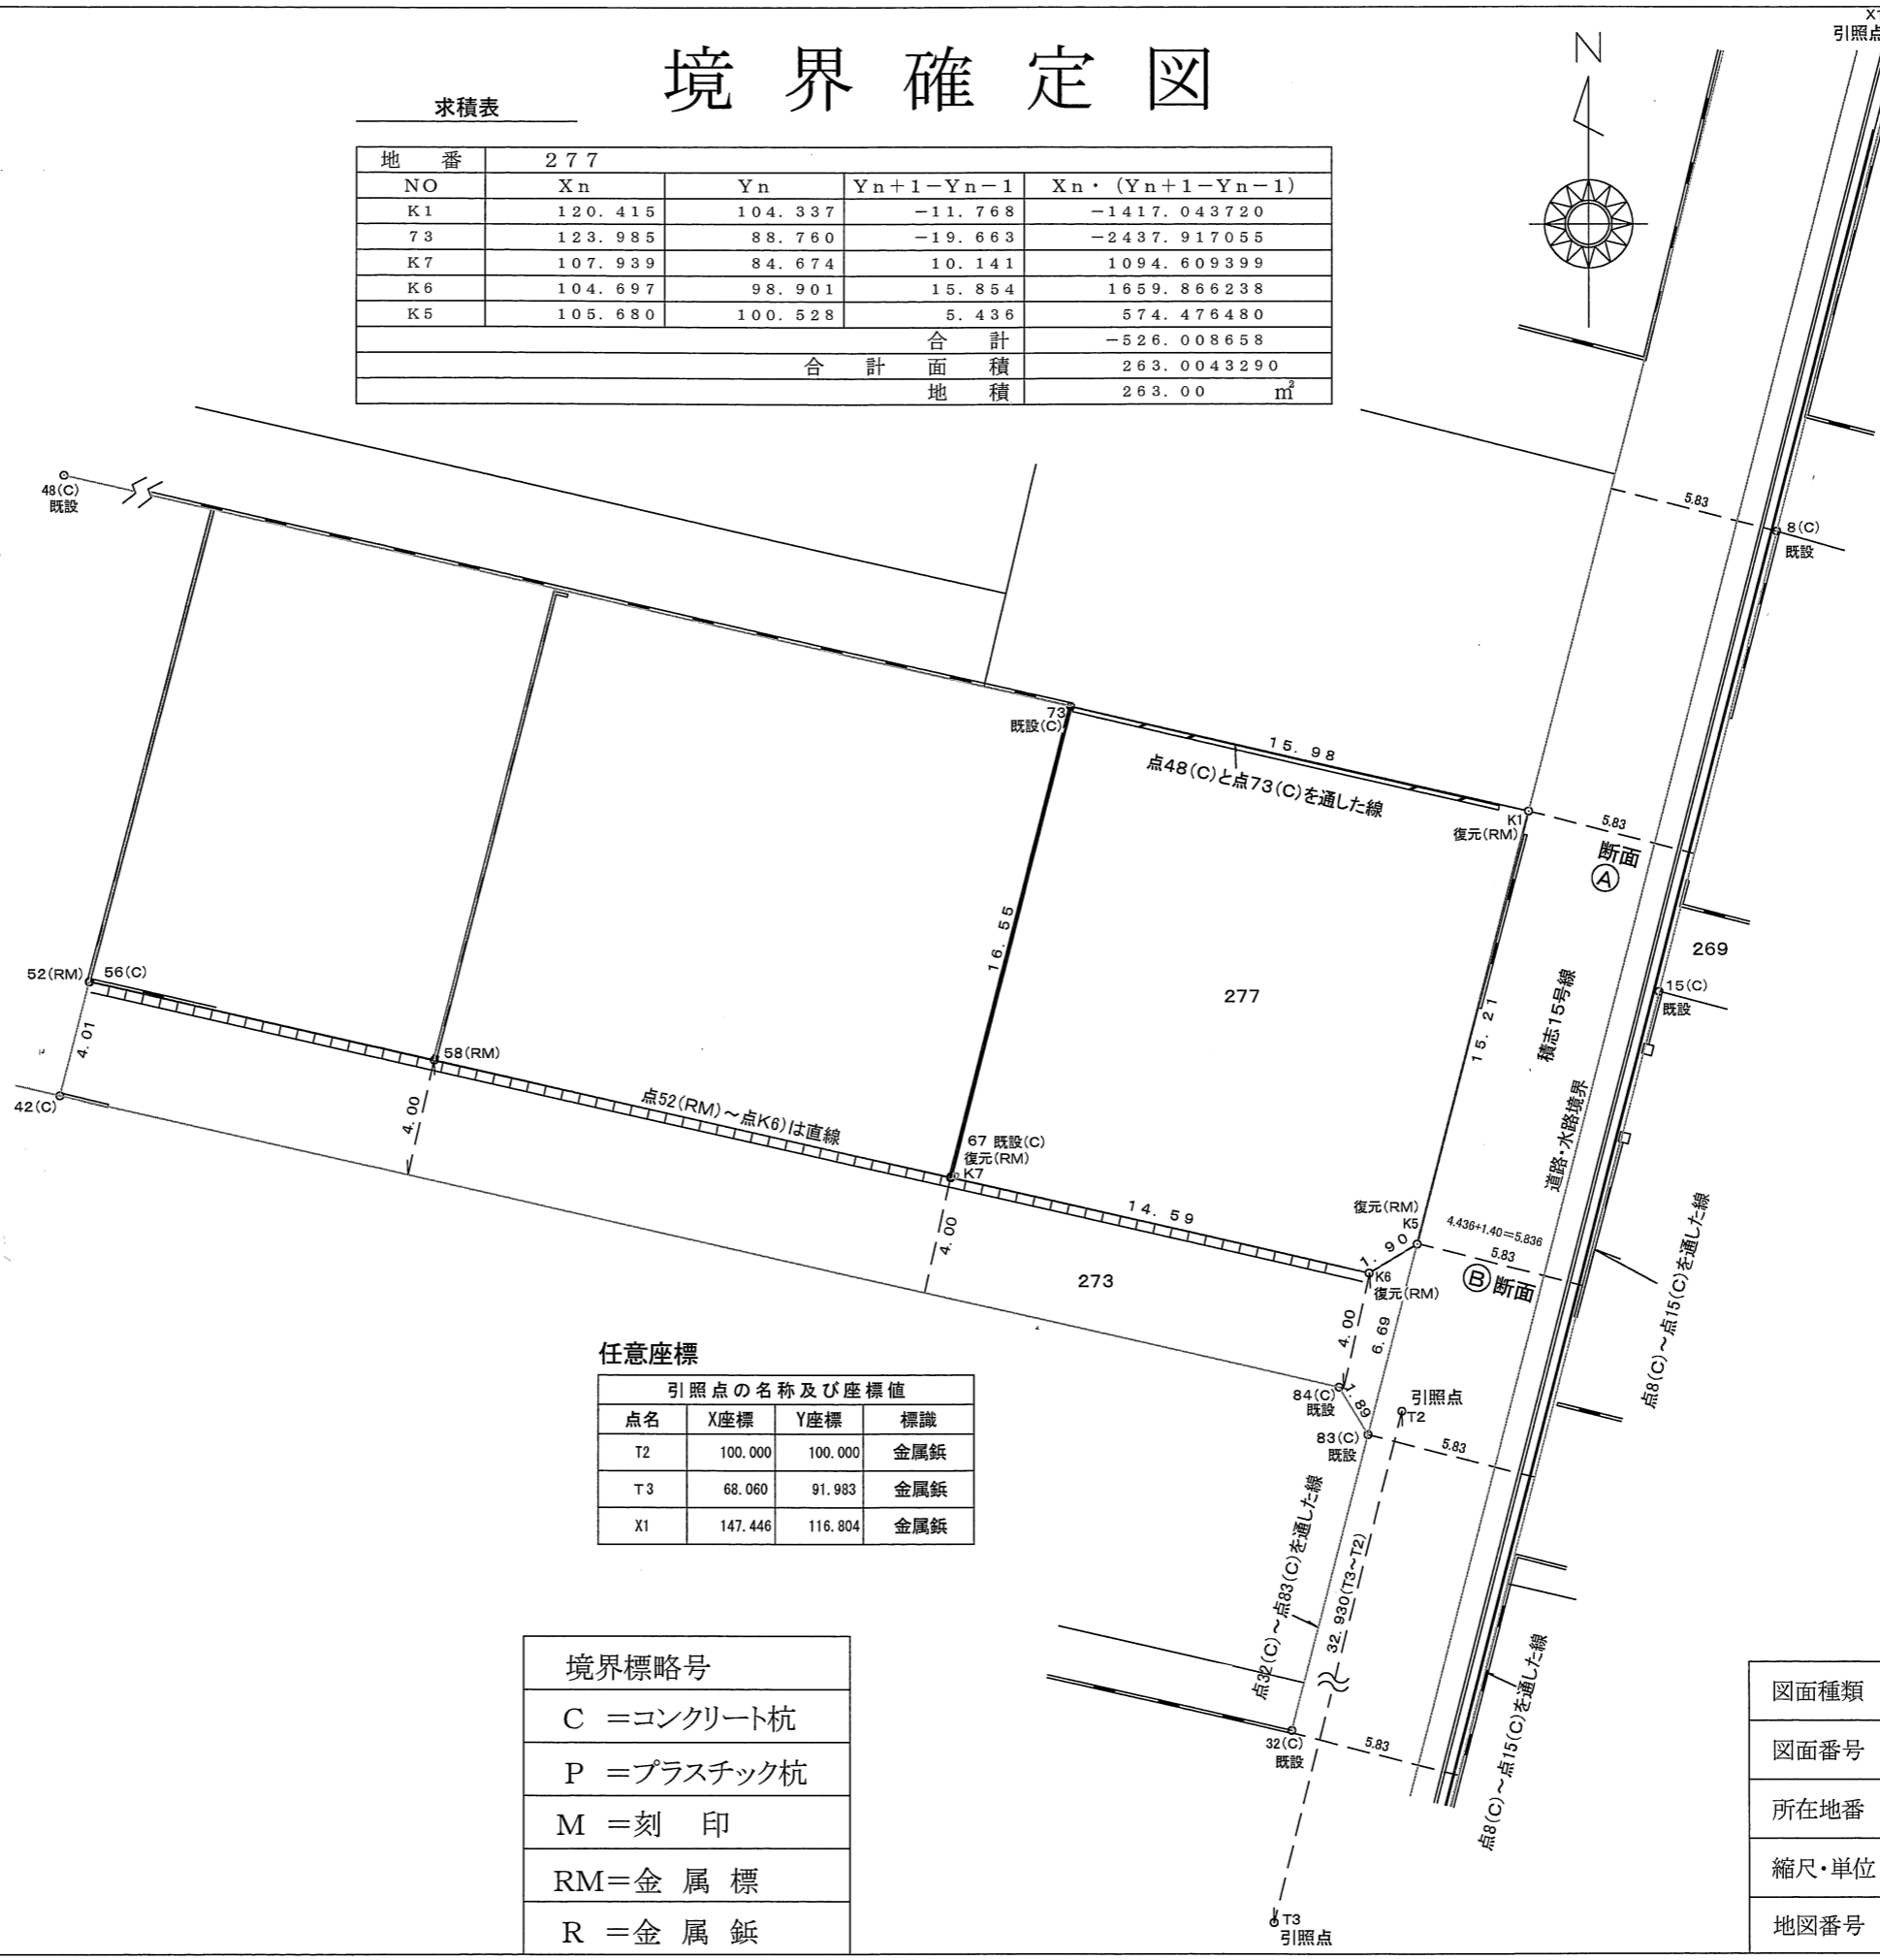 境界確定図
求積表
地番 277
NO Xn Yn Yn+1−Yn−1 Xn・(Yn+1−Yn−1)
K1 120.415 104.337 −11.768 −1417.043720
73 123.985 88.760 −19.663 −2437.917055
K7 107.939 84.674 10.141 1094.609399
K6 104.697 98.901 15.854 1659.866238
K5 105.680 100.528 5.436 574.476480
合計 −526.008658
合計面積 263.0043290
地積 263.00 ㎡
N
X1
引照点
48(C)
既設
5.83
8(C)
既設
73
既設(C)
15.98
点48(C)と点73(C)を通した線
K1
復元(RM)
5.83
断面
Ⓐ
16.55
277
15.21
積志15号線
269
15(C)
既設
道路・水路境界
52(RM)
56(C)
4.01
42(C)
58(RM)
4.00
点52(RM)～点K6)は直線
67 既設(C)
復元(RM)
K7
4.00
14.59
273
復元(RM)
K5
1.90
K6
復元(RM)
4.436+1.40=5.836
5.83
Ⓑ断面
4.00
6.69
点8(C)～点15(C)を通した線
84(C)
既設
1.89
83(C)
既設
引照点
T2
5.83
点32(C)～点83(C)を通した線
32.930(T3~T2)
32(C)
既設
5.83
点8(C)～点15(C)を通した線
T3
引照点
任意座標
引照点の名称及び座標値
点名 X座標 Y座標 標識
T2 100.000 100.000 金属鋲
T3 68.060 91.983 金属鋲
X1 147.446 116.804 金属鋲
境界標略号
C =コンクリート杭
P =プラスチック杭
M =刻 印
RM=金属標
R =金属鋲
図面種類
図面番号
所在地番
縮尺・単位
地図番号